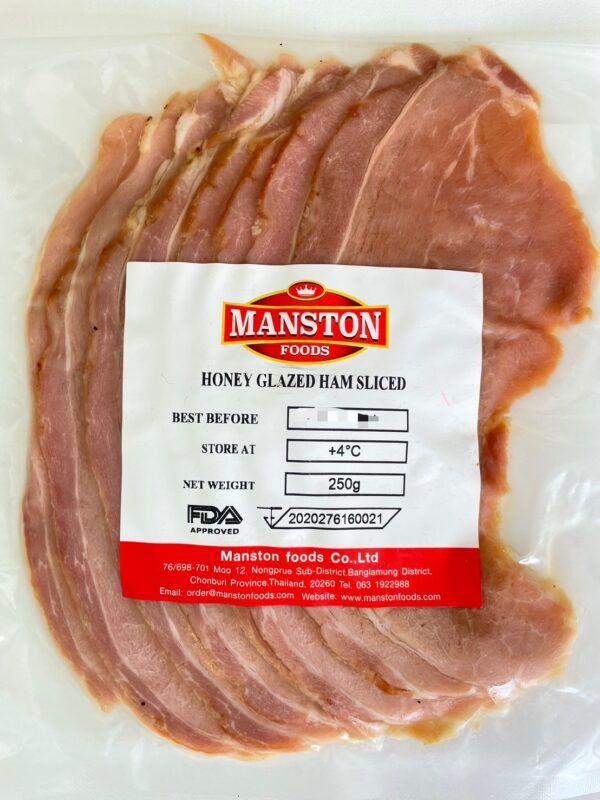 MANSTON
FOODS
HONEY GLAZED HAM SLICED
BEST BEFORE
STORE AT +4°C
NET WEIGHT 250g
FDA
APPROVED
2020276160021
Manston foods Co.,Ltd
76/698-701 Moo 12, Nongprue Sub-District,Banglamung District,
Chonburi Province,Thailand, 20260 Tel. 063 1922988
Email: order@manstonfoods.com Website: www.manstonfoods.com